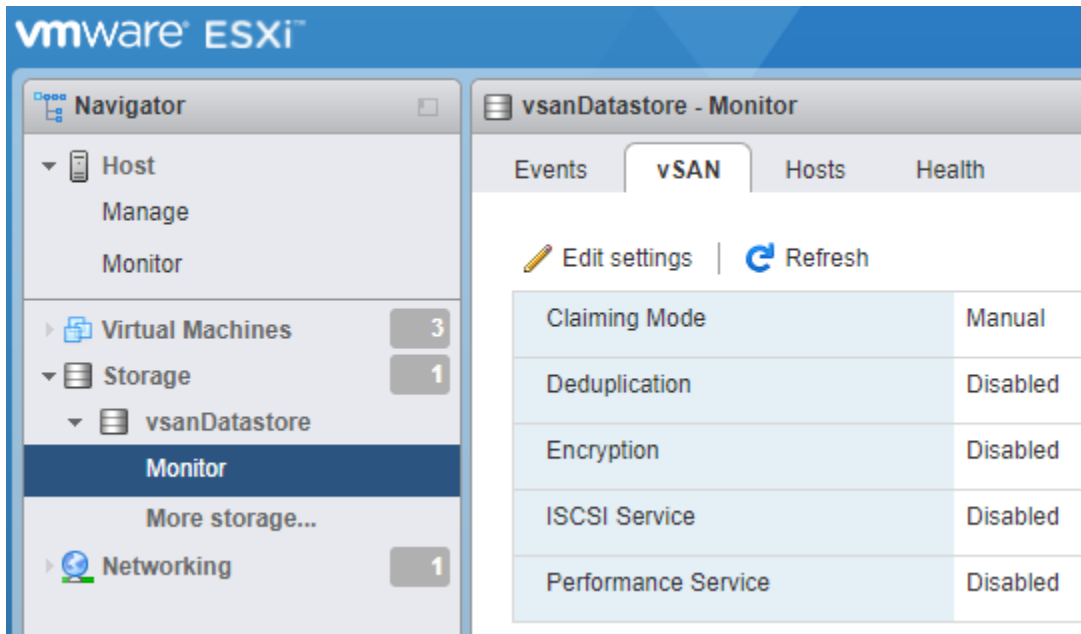 vmware® ESXi™
Navigator
Host
Manage
Monitor
Virtual Machines 3
Storage 1
vsanDatastore
Monitor
More storage...
Networking 1
vsanDatastore - Monitor
Events vSAN Hosts Health
Edit settings | Refresh
Claiming Mode Manual
Deduplication Disabled
Encryption Disabled
ISCSI Service Disabled
Performance Service Disabled